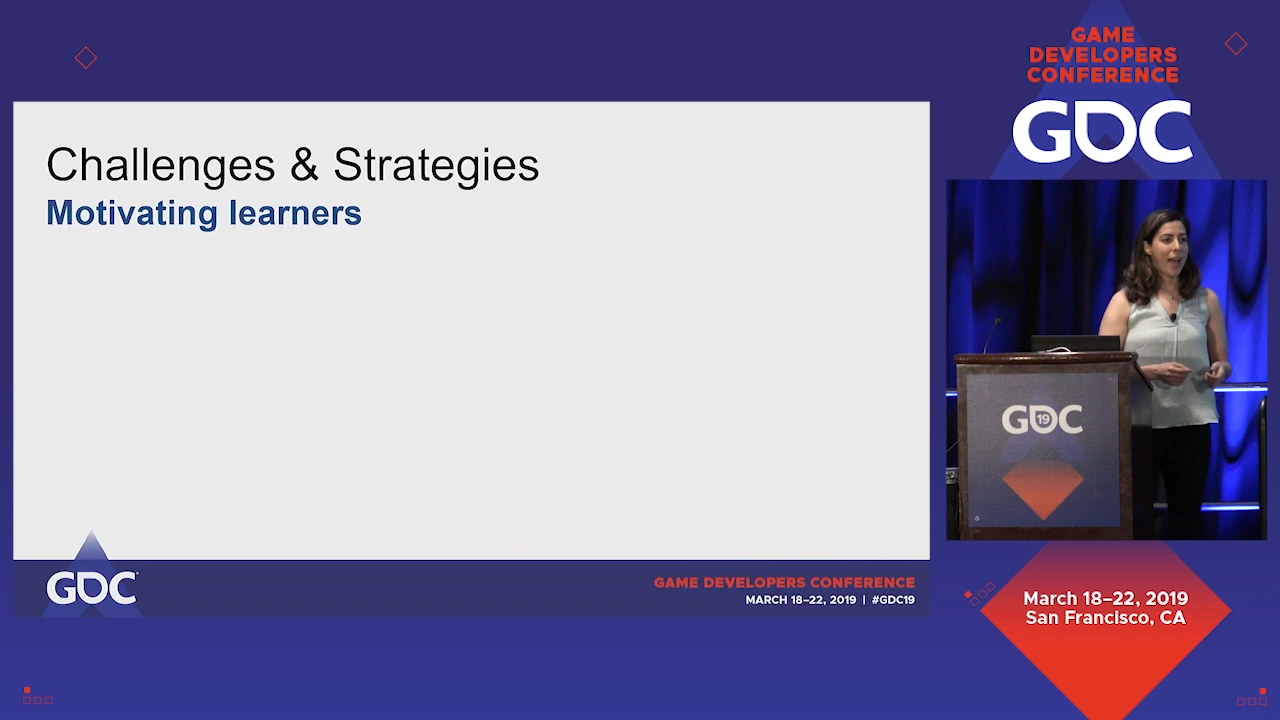 GAME
DEVELOPERS
CONFERENCE
GDC
Challenges & Strategies
Motivating learners
GDC
19
GDC
GAME DEVELOPERS CONFERENCE
MARCH 18–22, 2019 | #GDC19
March 18–22, 2019
San Francisco, CA